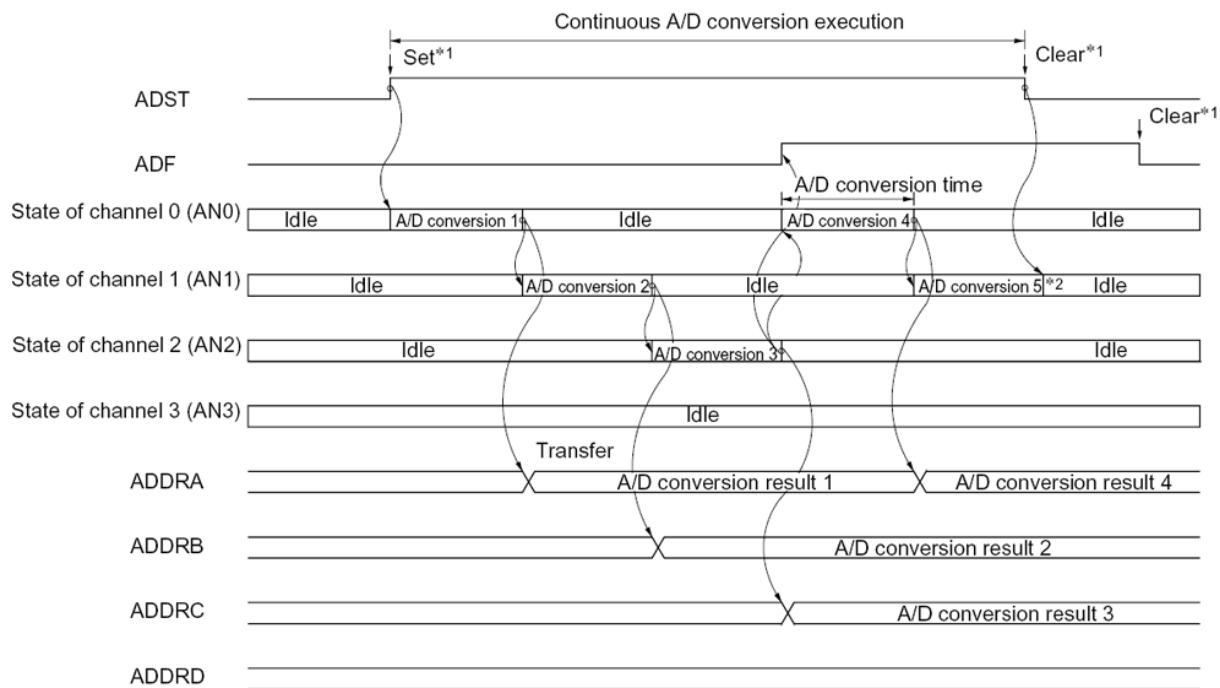 Continuous A/D conversion execution
Set*1
Clear*1
ADST
Clear*1
ADF
A/D conversion time
State of channel 0 (AN0)
Idle
A/D conversion 1
Idle
A/D conversion 4
Idle
State of channel 1 (AN1)
Idle
A/D conversion 2
Idle
A/D conversion 5
*2
Idle
State of channel 2 (AN2)
Idle
A/D conversion 3
Idle
State of channel 3 (AN3)
Idle
Transfer
ADDRA
A/D conversion result 1
A/D conversion result 4
ADDRB
A/D conversion result 2
ADDRC
A/D conversion result 3
ADDRD